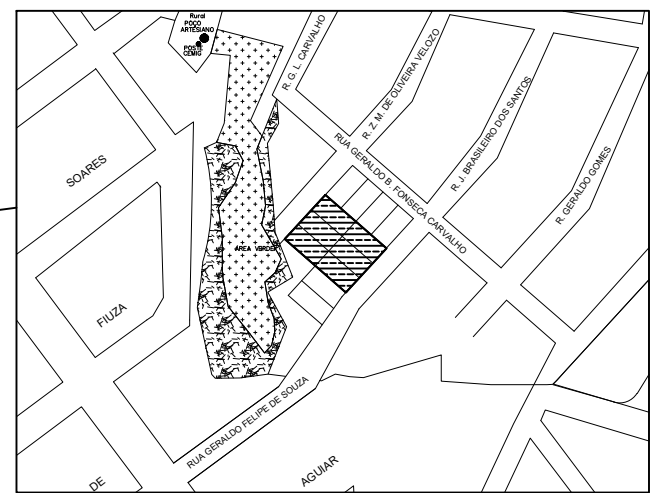 Rural
POÇO
ARTESIANO
POSTE
CEMIG
R. G. L. CARVALHO
R. Z. M. DE OLIVEIRA VELOZO
RUA GERALDO B. FONSECA CARVALHO
R. J. BRASILEIRO DOS SANTOS
R. GERALDO GOMES
SOARES
ÁREA VERDE
FIUZA
RUA GERALDO FELIPE DE SOUZA
AGUIAR
DE